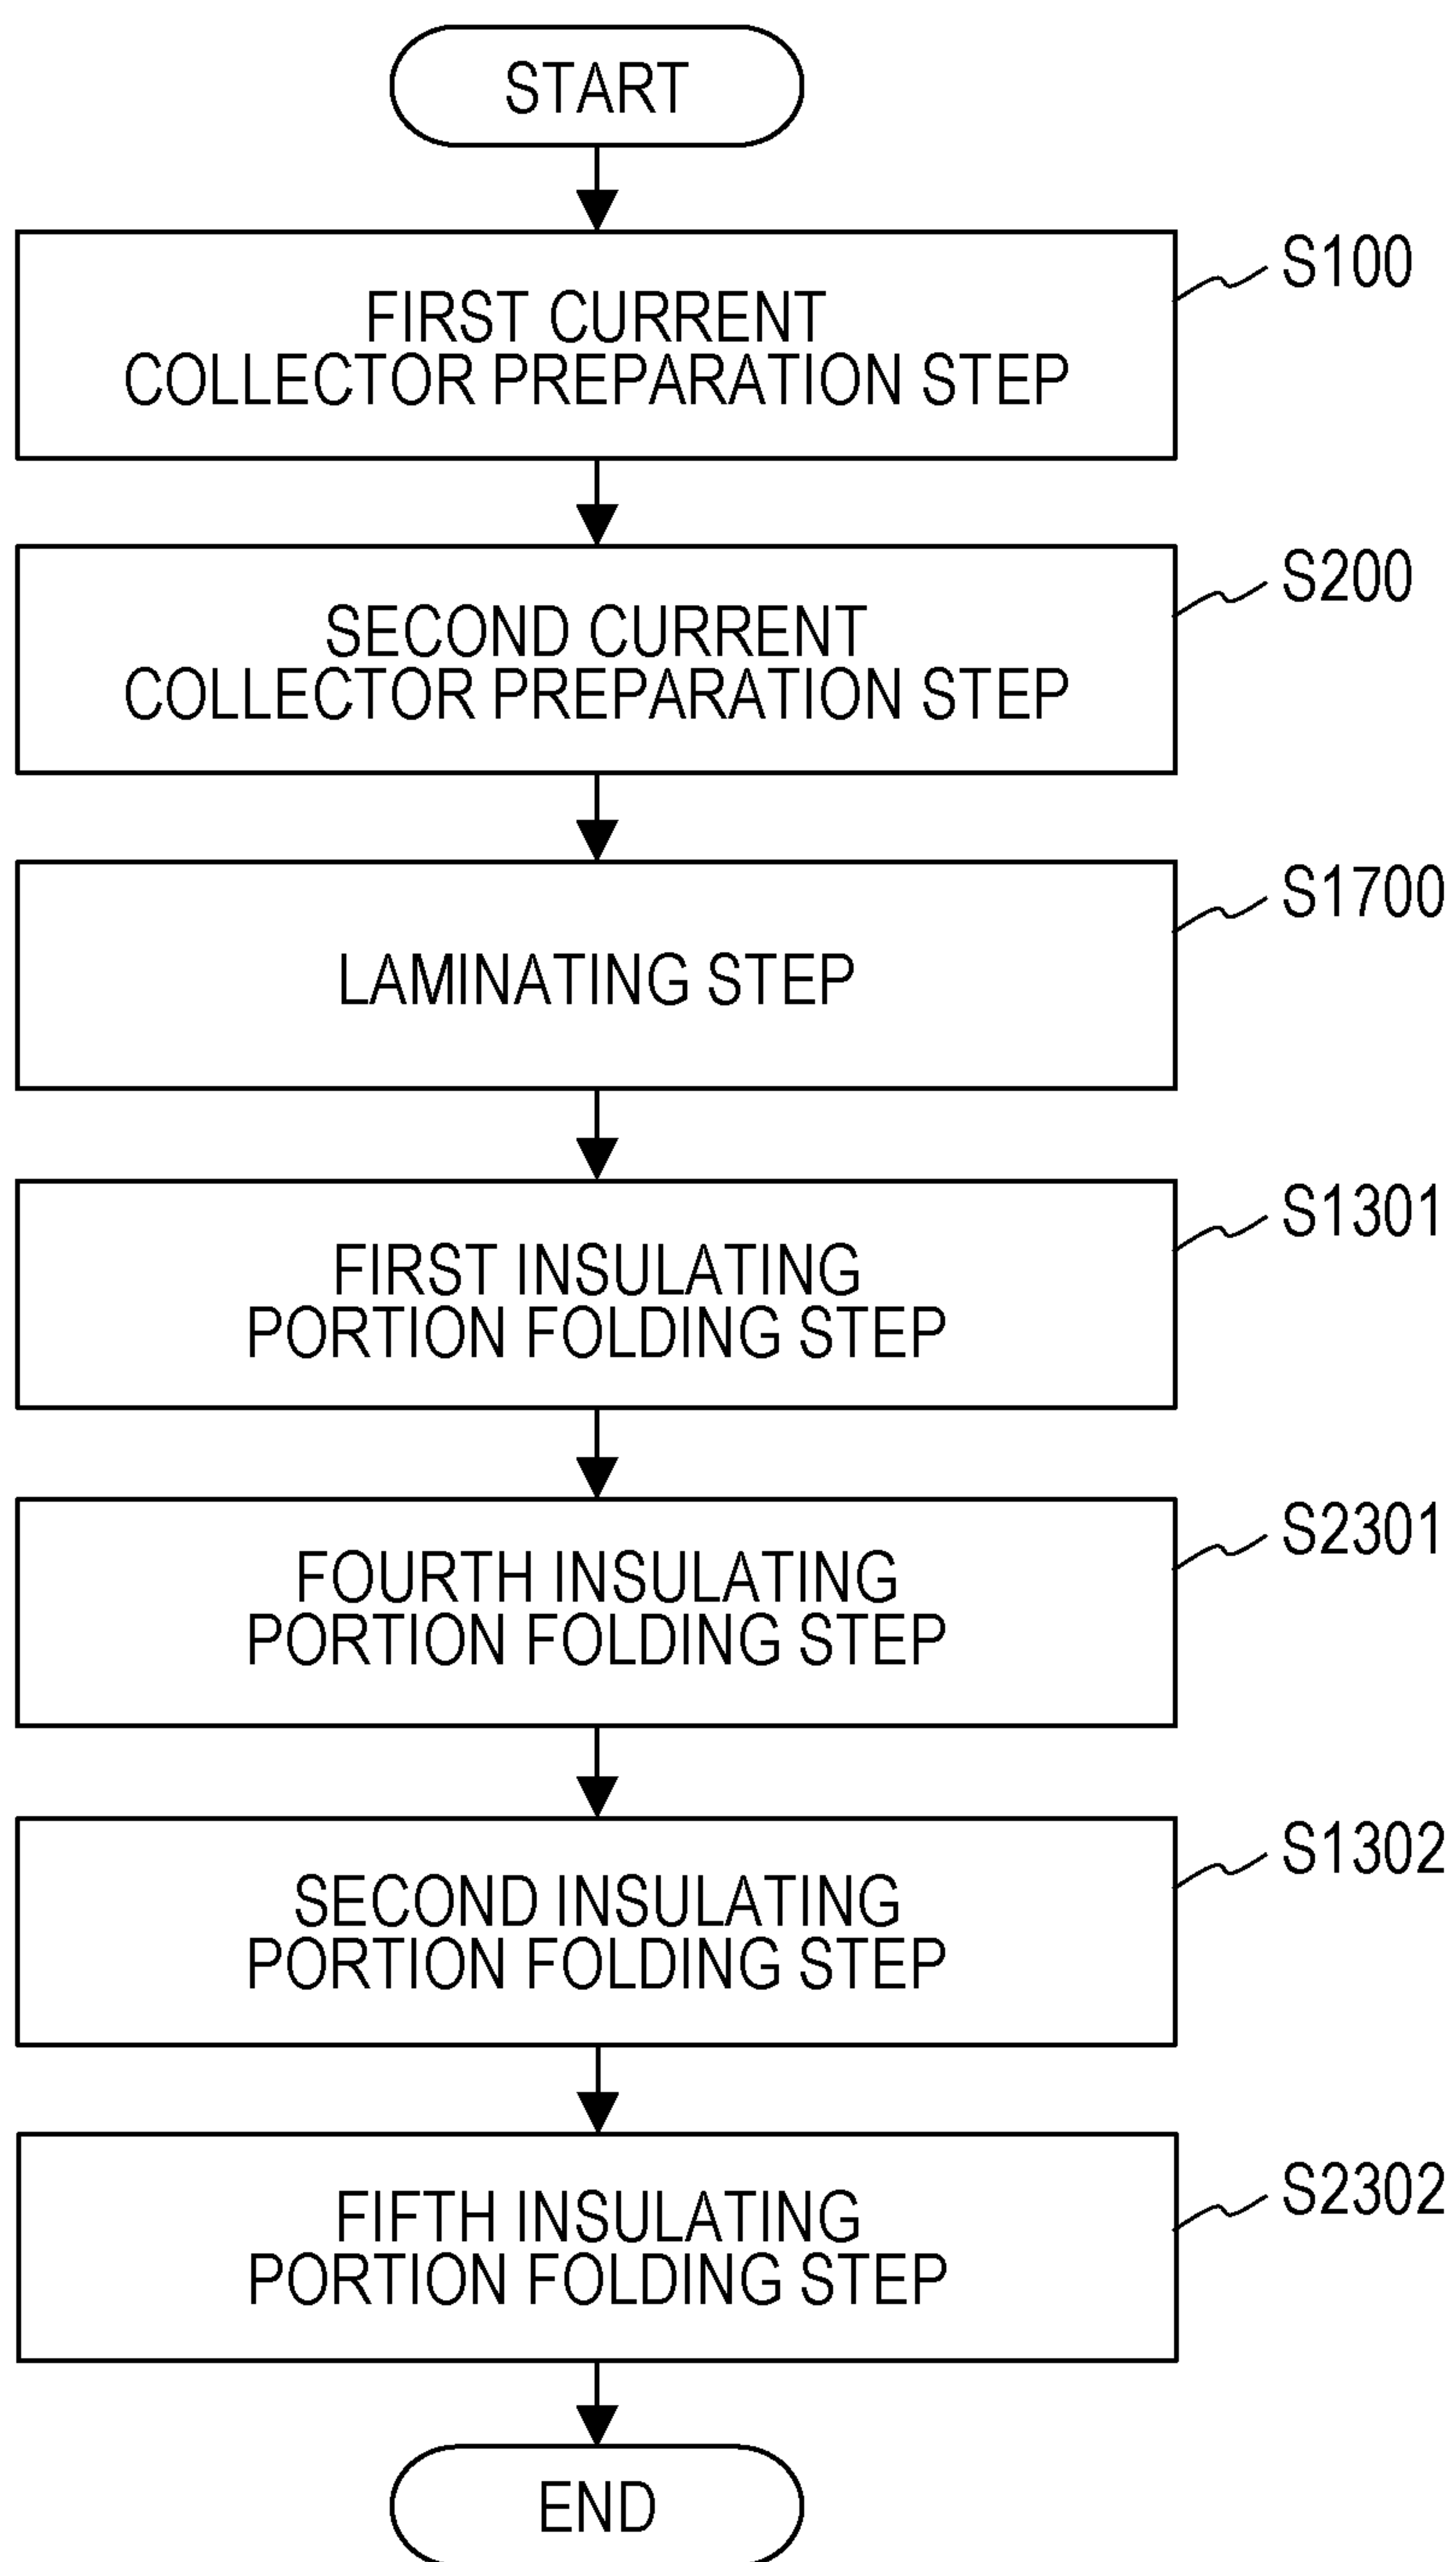 START
S100
FIRST CURRENT
COLLECTOR PREPARATION STEP
S200
SECOND CURRENT
COLLECTOR PREPARATION STEP
S1700
LAMINATING STEP
S1301
FIRST INSULATING
PORTION FOLDING STEP
S2301
FOURTH INSULATING
PORTION FOLDING STEP
S1302
SECOND INSULATING
PORTION FOLDING STEP
S2302
FIFTH INSULATING
PORTION FOLDING STEP
END